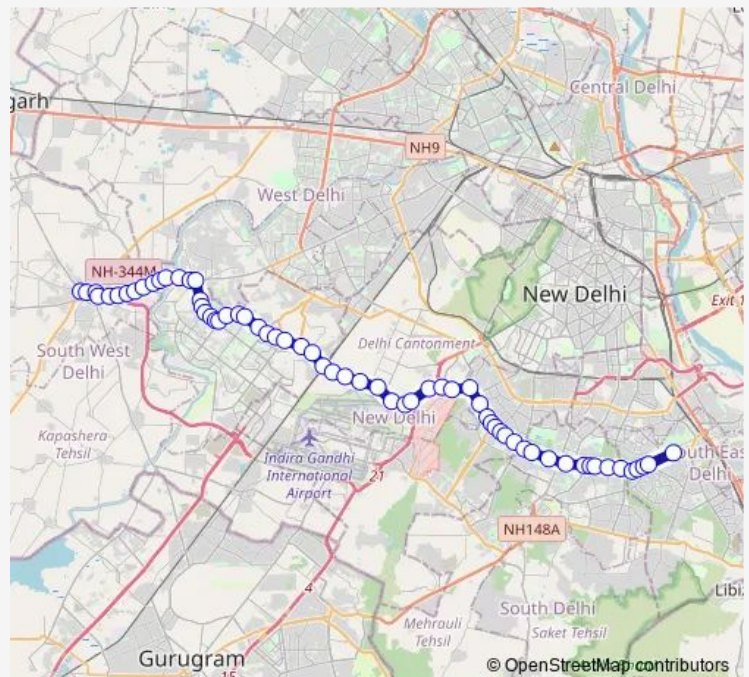 Central Delhi
garh
NH9
West Delhi
NH-344M
New Delhi
Exit 1
South West
Delhi
Delhi Cantonment
Kapashera
Tehsil
New Delhi
Indira Gandhi
International
Airport
21
South East
Delhi
NH148A
4
South Delhi
Libi
Mehrauli
Tehsil
Saket Tehsil
Gurugram
15
© OpenStreetMap contributors